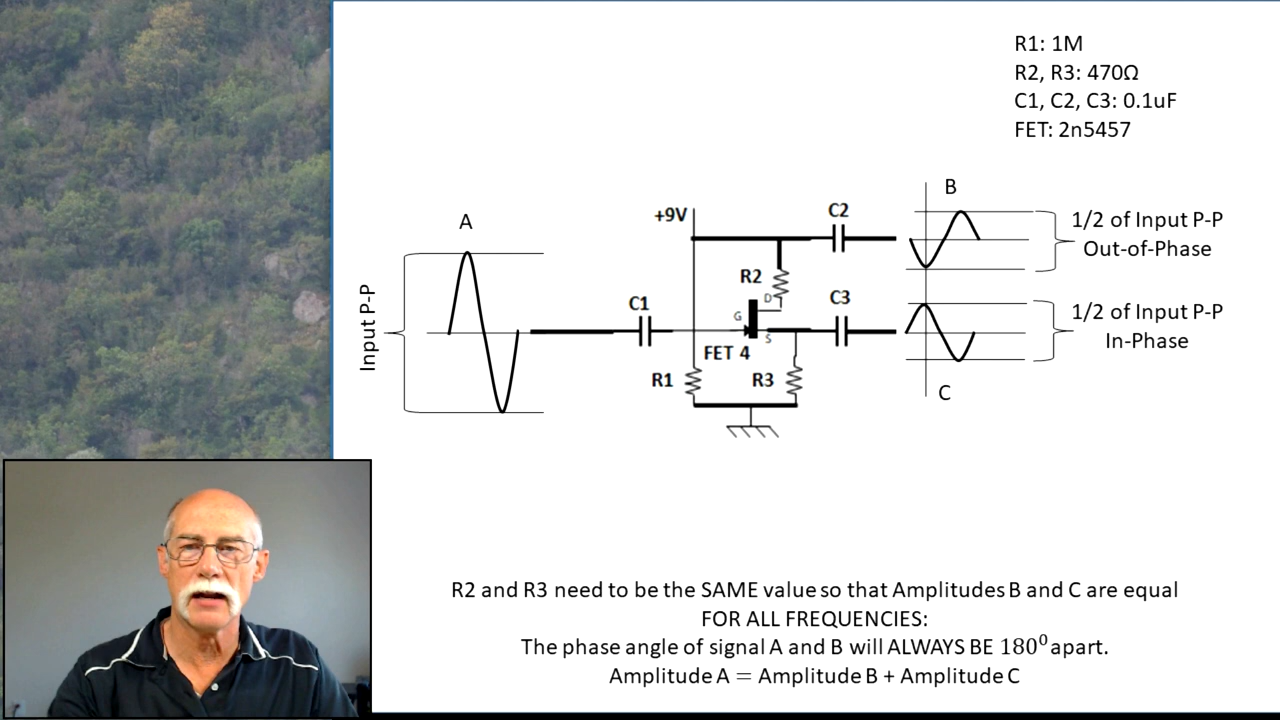 R1: 1M
R2, R3: 470Ω
C1, C2, C3: 0.1uF
FET: 2n5457
A
Input P-P
+9V
C1
R1
R2
D
G
S
FET 4
R3
C2
C3
B
1/2 of Input P-P
Out-of-Phase
1/2 of Input P-P
In-Phase
C
R2 and R3 need to be the SAME value so that Amplitudes B and C are equal
FOR ALL FREQUENCIES:
The phase angle of signal A and B will ALWAYS BE 180⁰ apart.
Amplitude A = Amplitude B + Amplitude C